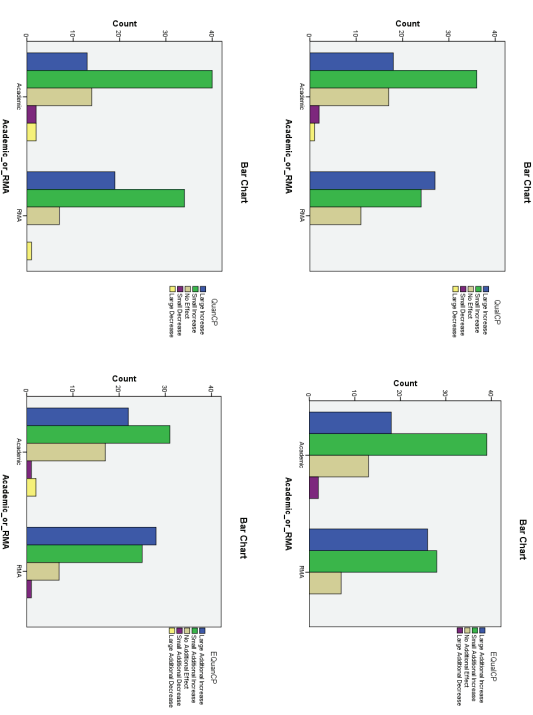 Bar Chart
Count
40
30
20
10
0
Academic
RMA
Academic_or_RMA
QualCP
Large Increase
Small Increase
No Effect
Small Decrease
Large Decrease
Bar Chart
Count
40
30
20
10
0
Academic
RMA
Academic_or_RMA
EQualCP
Large Additional Increase
Small Additional Increase
No Additional Effect
Large Additional Decrease
Bar Chart
Count
40
30
20
10
0
Academic
RMA
Academic_or_RMA
QuanCP
Large Increase
Small Increase
No Effect
Small Decrease
Large Decrease
Bar Chart
Count
40
30
20
10
0
Academic
RMA
Academic_or_RMA
EQuanCP
Large Additional Increase
Small Additional Increase
No Additional Effect
Small Additional Decrease
Large Additional Decrease